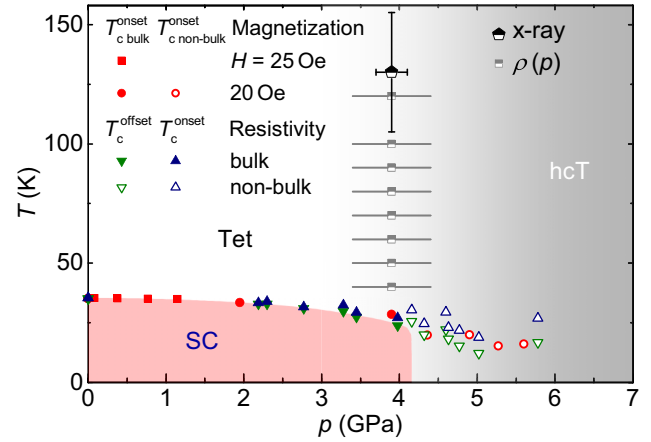 T_c bulk^onset T_c non-bulk^onset Magnetization
H = 25 Oe
20 Oe
T_c^offset T_c^onset Resistivity
bulk
non-bulk
x-ray
ρ (p)
hcT
Tet
SC
T (K)
150
100
50
0
0 1 2 3 4 5 6 7
p (GPa)